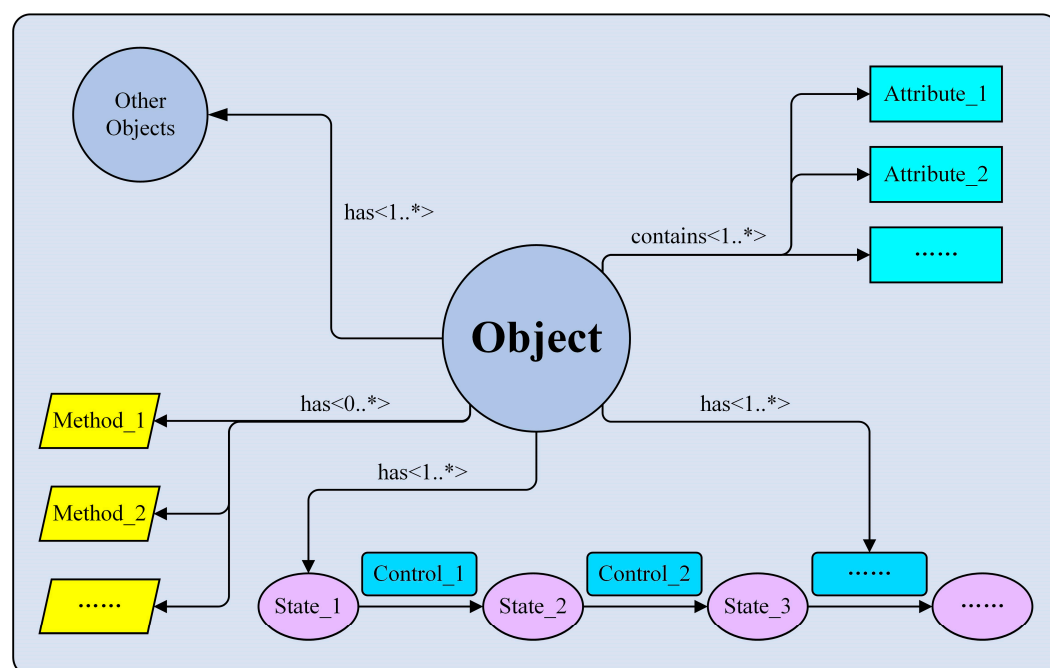 Other
Objects
Attribute_1
Attribute_2
has<1..*>
contains<1..*>
······
Object
Method_1
has<0..*>
has<1..*>
has<1..*>
Method_2
······
Control_1
Control_2
······
State_1
State_2
State_3
······